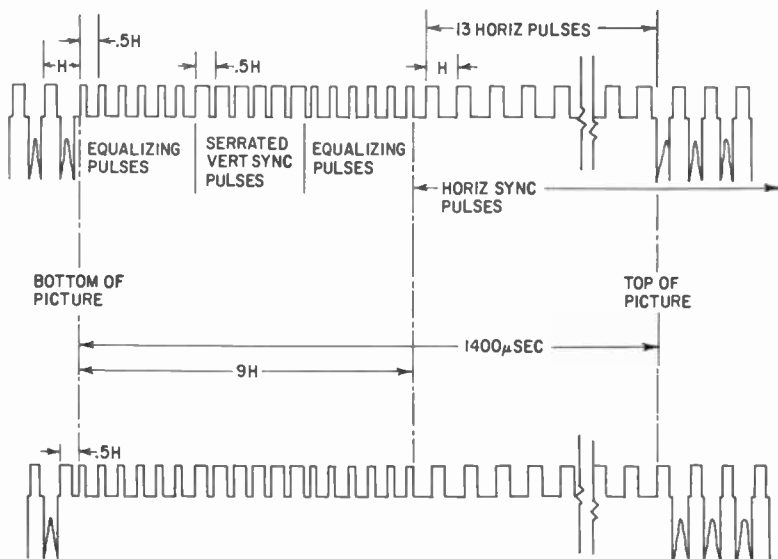 13 HORIZ PULSES
.5H
H
.5H
H
EQUALIZING
PULSES
SERRATED
VERT SYNC
PULSES
EQUALIZING
PULSES
HORIZ SYNC
PULSES
BOTTOM OF
PICTURE
TOP OF
PICTURE
1400μSEC
9H
.5H